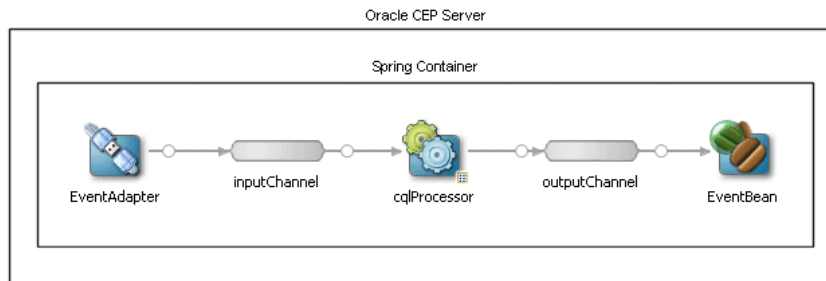 Oracle CEP Server
Spring Container
EventAdapter
inputChannel
cqlProcessor
outputChannel
EventBean